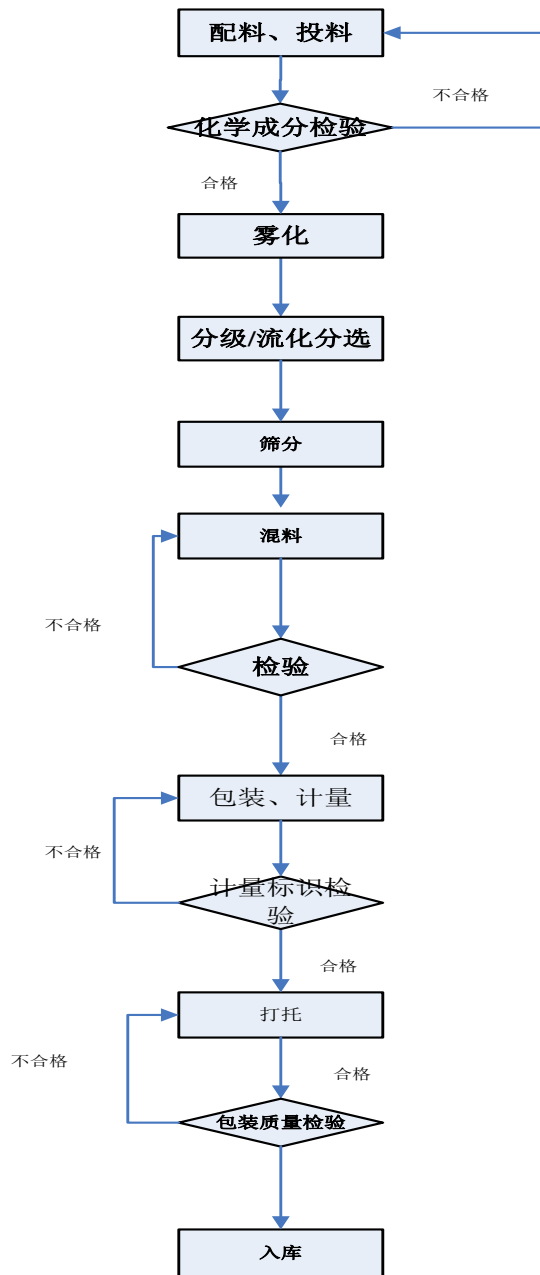 配料、投料
不合格
化学成分检验
合格
雾化
分级/流化分选
筛分
混料
不合格
检验
合格
包装、计量
不合格
计量标识检
验
合格
打托
不合格
合格
包装质量检验
入库